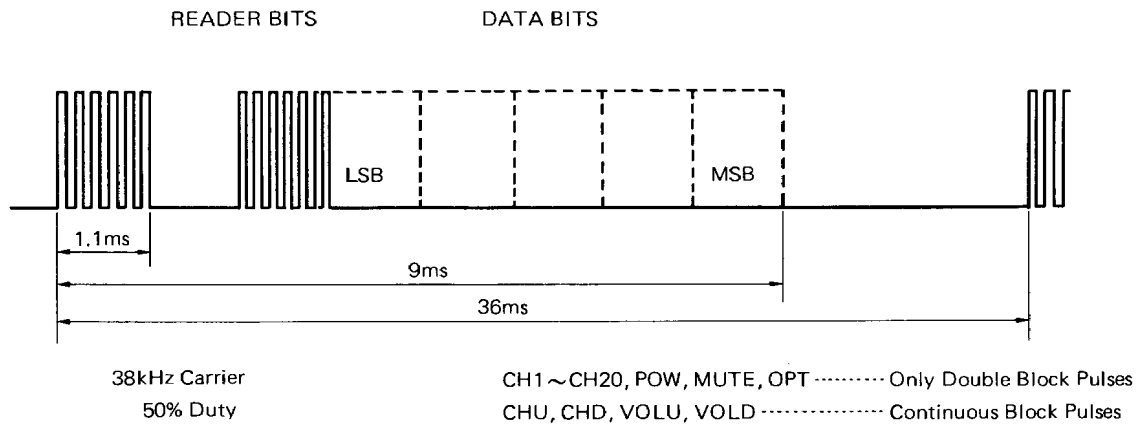 READER BITS DATA BITS
LSB MSB
1.1ms
9ms
36ms
38kHz Carrier CH1~CH20, POW, MUTE, OPT -------- Only Double Block Pulses
50% Duty CHU, CHD, VOLU, VOLD -------------- Continuous Block Pulses